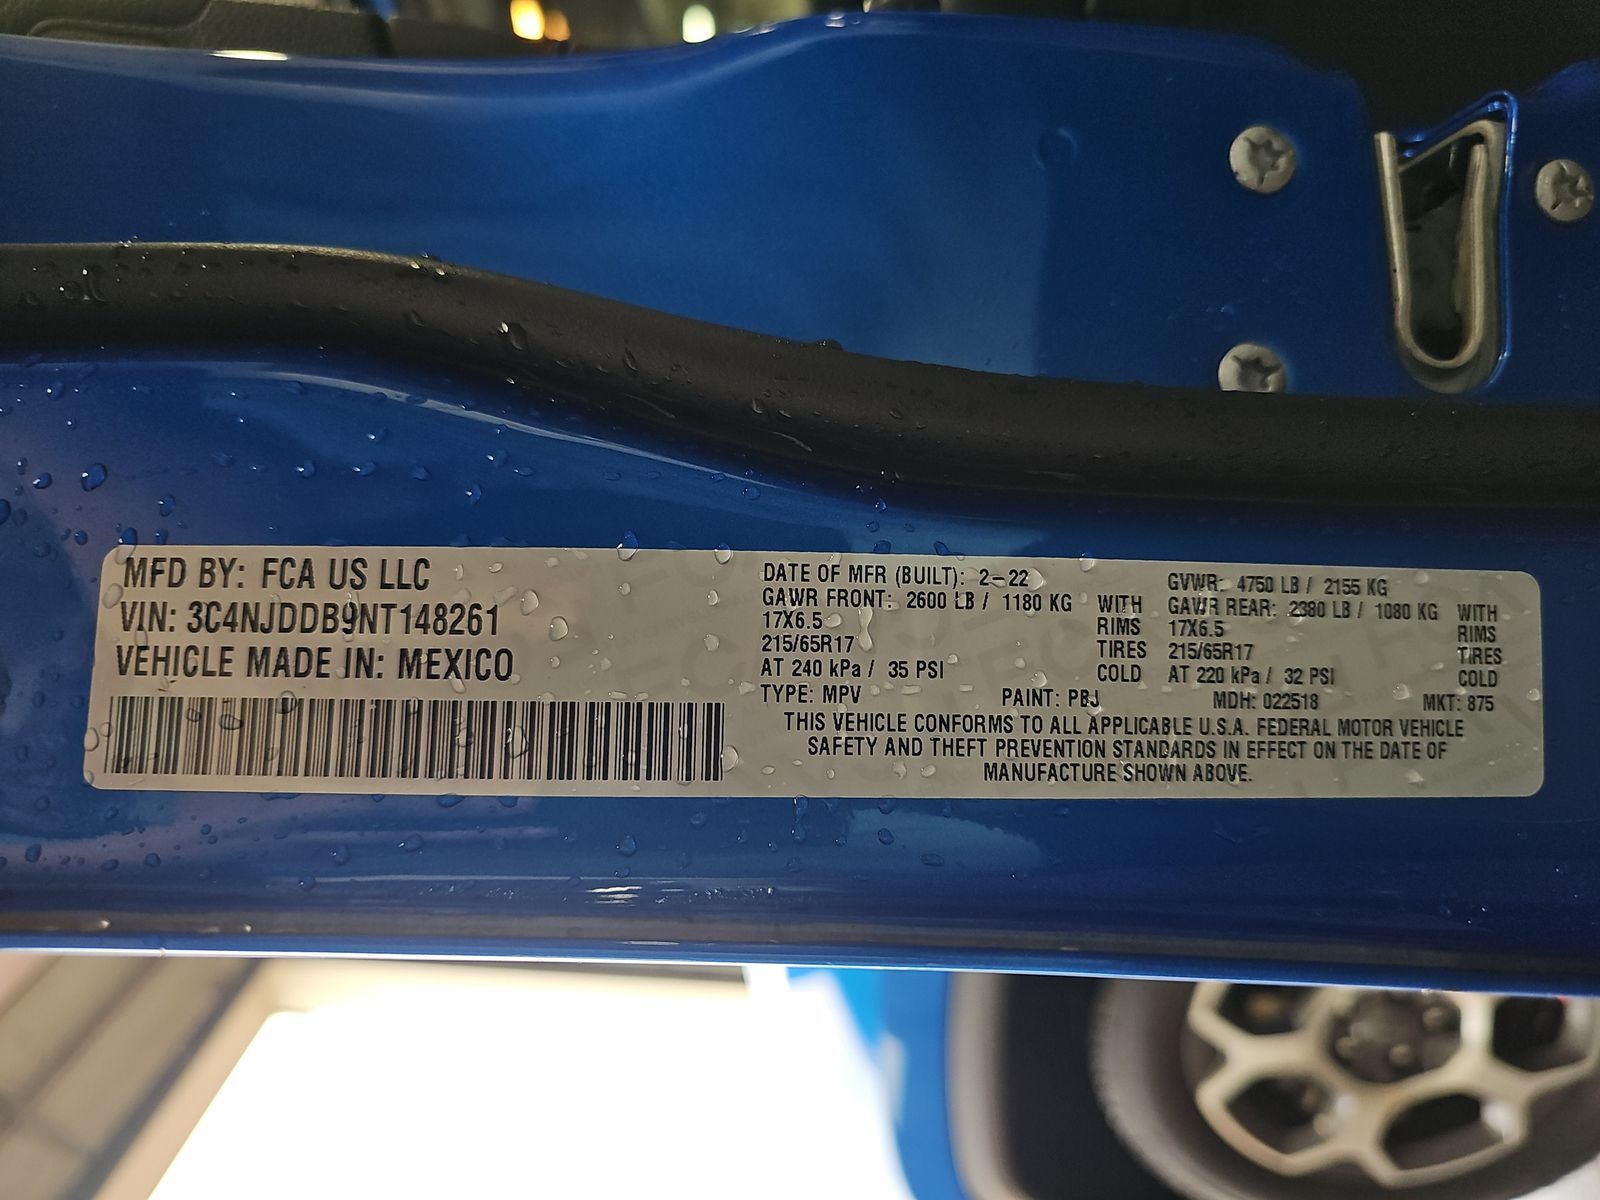 MFD BY: FCA US LLC
VIN: 3C4NJDDB9NT148261
VEHICLE MADE IN: MEXICO
DATE OF MFR (BUILT): 2-22
GAWR FRONT: 2600 LB / 1180 KG WITH
17X6.5 RIMS
215/65R17 TIRES
AT 240 kPa / 35 PSI COLD
GVWR: 4750 LB / 2155 KG
GAWR REAR: 2380 LB / 1080 KG WITH
17X6.5 RIMS
215/65R17 TIRES
AT 220 kPa / 32 PSI COLD
TYPE: MPV PAINT: PBJ MDH: 022518 MKT: 875
THIS VEHICLE CONFORMS TO ALL APPLICABLE U.S.A. FEDERAL MOTOR VEHICLE
SAFETY AND THEFT PREVENTION STANDARDS IN EFFECT ON THE DATE OF
MANUFACTURE SHOWN ABOVE.